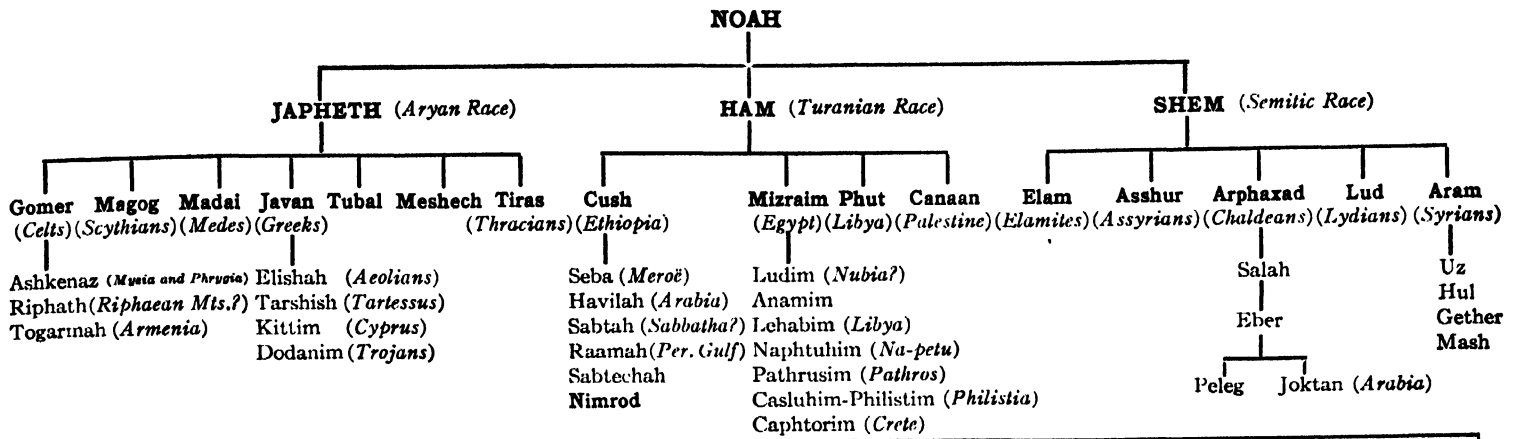 NOAH
JAPHETH (Aryan Race) HAM (Turanian Race) SHEM (Semitic Race)
Gomer Magog Madai Javan Tubal Meshech Tiras Cush Mizraim Phut Canaan Elam Asshur Arphaxad Lud Aram
(Celts) (Scythians) (Medes) (Greeks) (Thracians) (Ethiopia) (Egypt) (Libya) (Palestine) (Elamites) (Assyrians) (Chaldeans) (Lydians) (Syrians)
Ashkenaz (Mysia and Phrygia) Elishah (Aeolians) Seba (Meroë) Ludim (Nubia?) Salah Uz
Riphath (Riphaean Mts.?) Tarshish (Tartessus) Havilah (Arabia) Anamim Hul
Togarmah (Armenia) Kittim (Cyprus) Sabtah (Sabbatha?) Lehabim (Libya) Eber Gether
Dodanim (Trojans) Raamah (Per. Gulf) Naphtuhim (Na-petu) Mash
Sabtechah Pathrusim (Pathros) Peleg Joktan (Arabia)
Nimrod Casluhim-Philistim (Philistia)
Caphtorim (Crete)